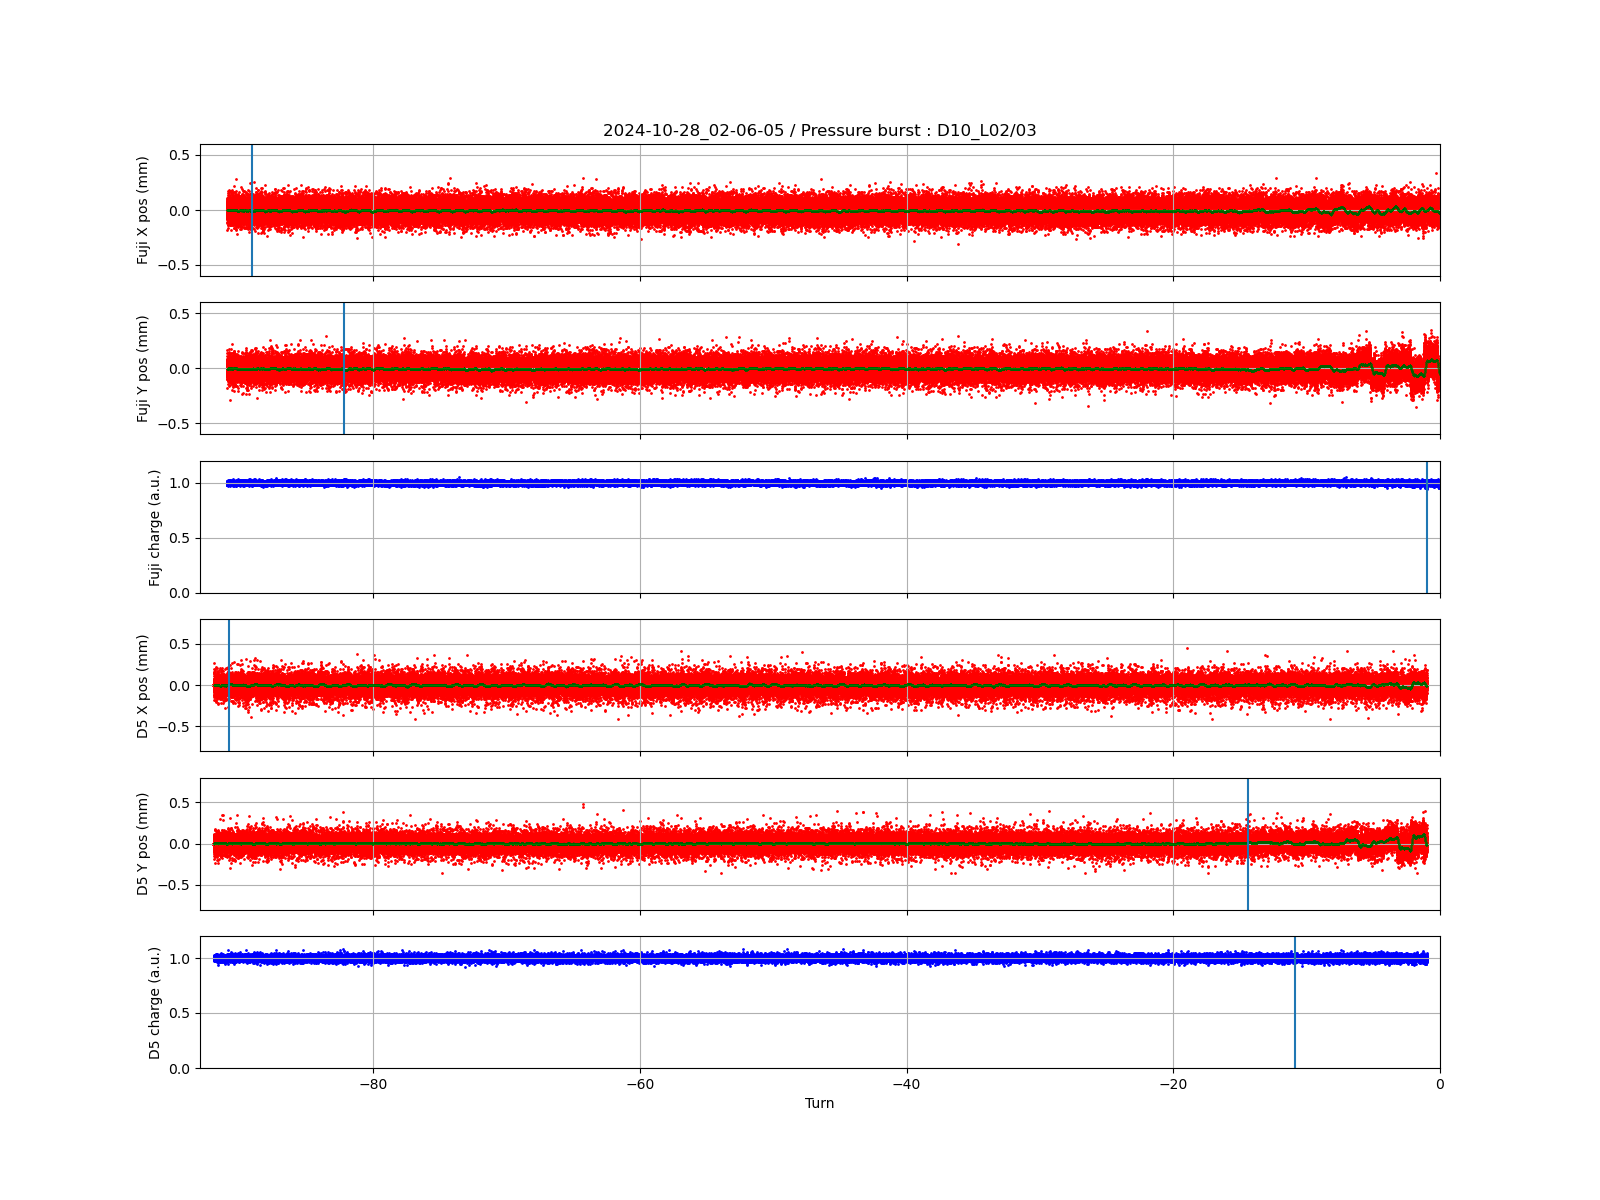 2024-10-28_02-06-05 / Pressure burst : D10_L02/03
Fuji X pos (mm)
0.5
0.0
−0.5
Fuji Y pos (mm)
0.5
0.0
−0.5
Fuji charge (a.u.)
1.0
0.5
0.0
D5 X pos (mm)
0.5
0.0
−0.5
D5 Y pos (mm)
0.5
0.0
−0.5
D5 charge (a.u.)
1.0
0.5
0.0
−80 −60 −40 −20 0
Turn